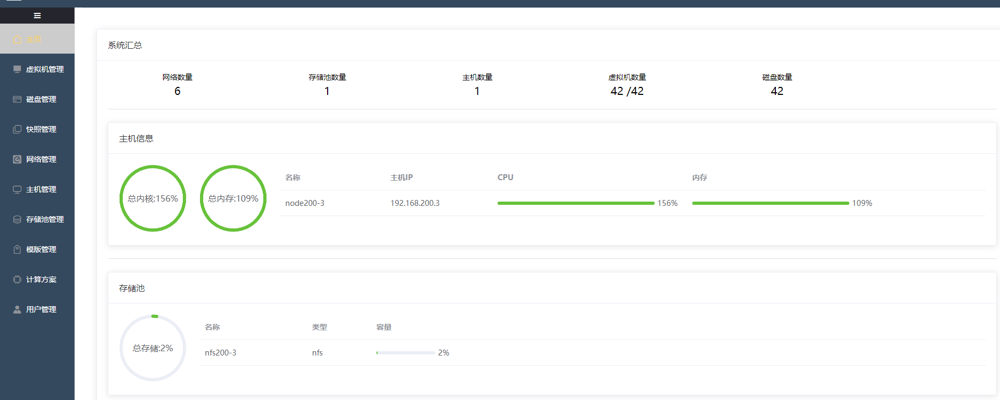 主页
虚拟机管理
磁盘管理
快照管理
网络管理
主机管理
存储池管理
模版管理
计算方案
用户管理
系统汇总
网络数量 存储池数量 主机数量 虚拟机数量 磁盘数量
6 1 1 42 /42 42
主机信息
总内核:156% 总内存:109%
名称 主机IP CPU 内存
node200-3 192.168.200.3 156% 109%
存储池
总存储:2%
名称 类型 容量
nfs200-3 nfs 2%